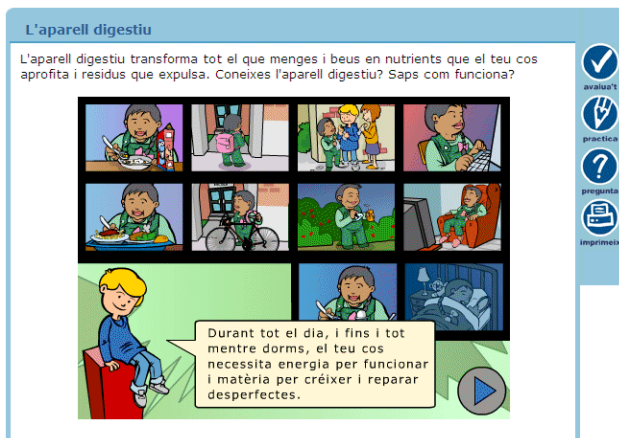 L'aparell digestiu
L'aparell digestiu transforma tot el que menges i beus en nutrients que el teu cos
aprofita i residus que expulsa. Coneixes l'aparell digestiu? Saps com funciona?
avalua't
practica
pregunta
imprimeix
Durant tot el dia, i fins i tot
mentre dorms, el teu cos
necessita energia per funcionar
i matèria per créixer i reparar
desperfectes.